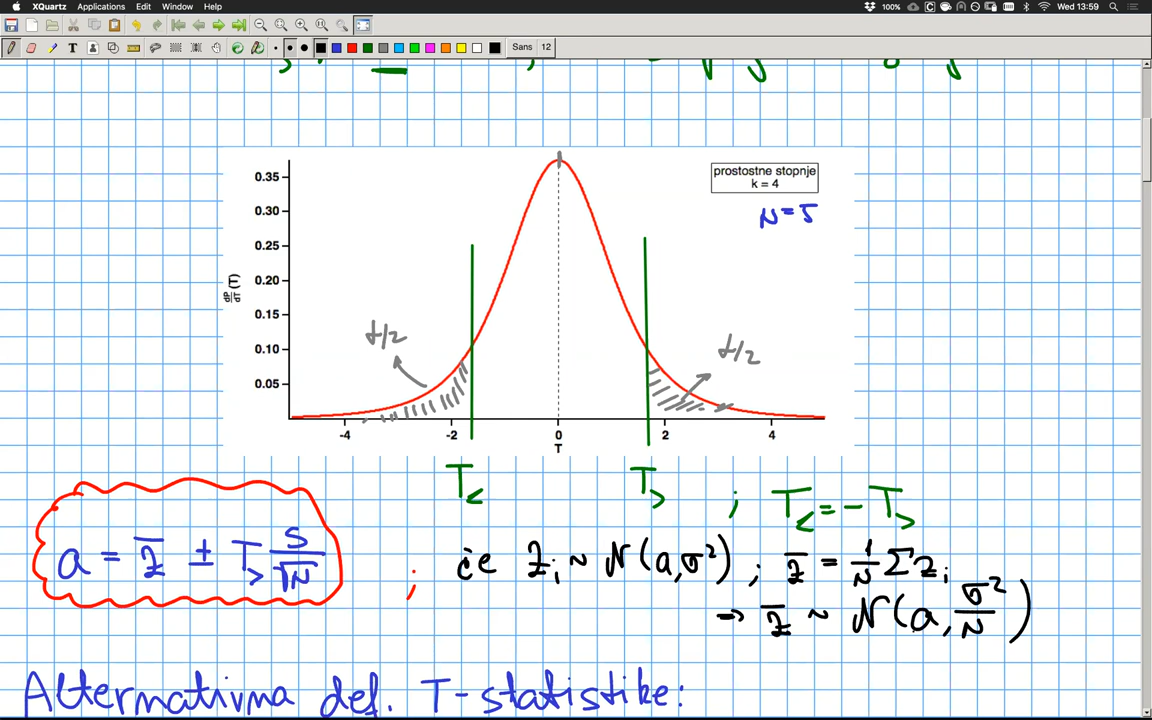 XQuartz Applications Edit Window Help
100% Wed 13:59
Sans 12
prostostne stopnje
k = 4
N=5
0.35
0.30
0.25
0.20
0.15
0.10
0.05
dP/dT (T)
α/2
α/2
-4 -2 0 2 4
T
T< T> ; T< = -T>
a = z̄ ± T> s/√N ;
če zᵢ ~ N(a,σ²) ; z̄ = 1/N Σzᵢ
⇒ z̄ ~ N(a, σ²/N)
Alternativna def. T-statistike: